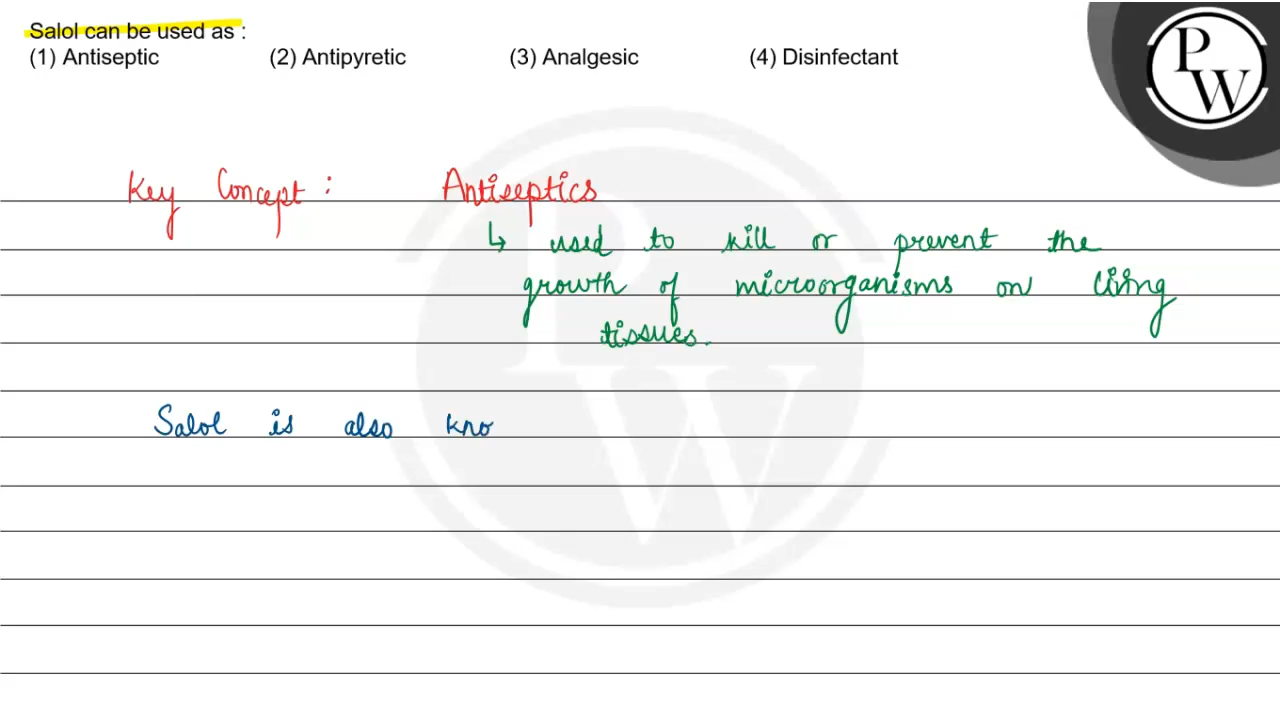 Salol can be used as :
(1) Antiseptic (2) Antipyretic (3) Analgesic (4) Disinfectant
P
W
Key Concept : Antiseptics
↳ used to kill or prevent the
growth of microorganisms on living
tissues.
Salol is also kno
P
W